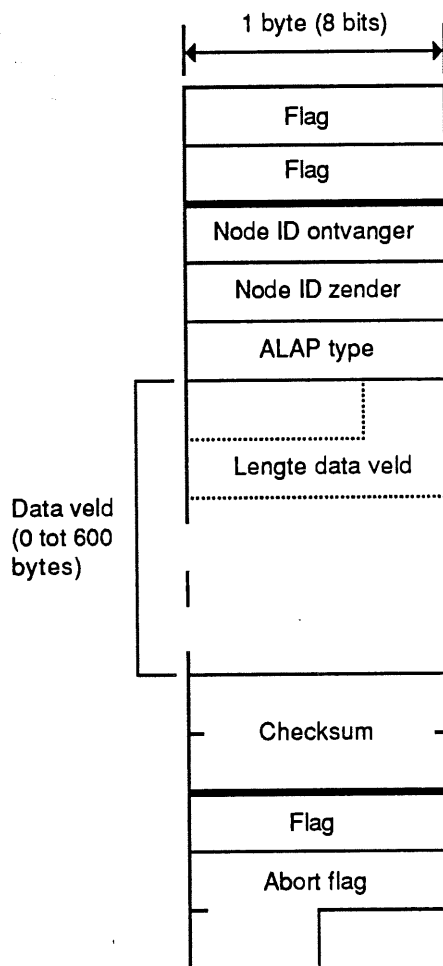 1 byte (8 bits)
Flag
Flag
Node ID ontvanger
Node ID zender
ALAP type
Lengte data veld
Data veld
(0 tot 600
bytes)
Checksum
Flag
Abort flag